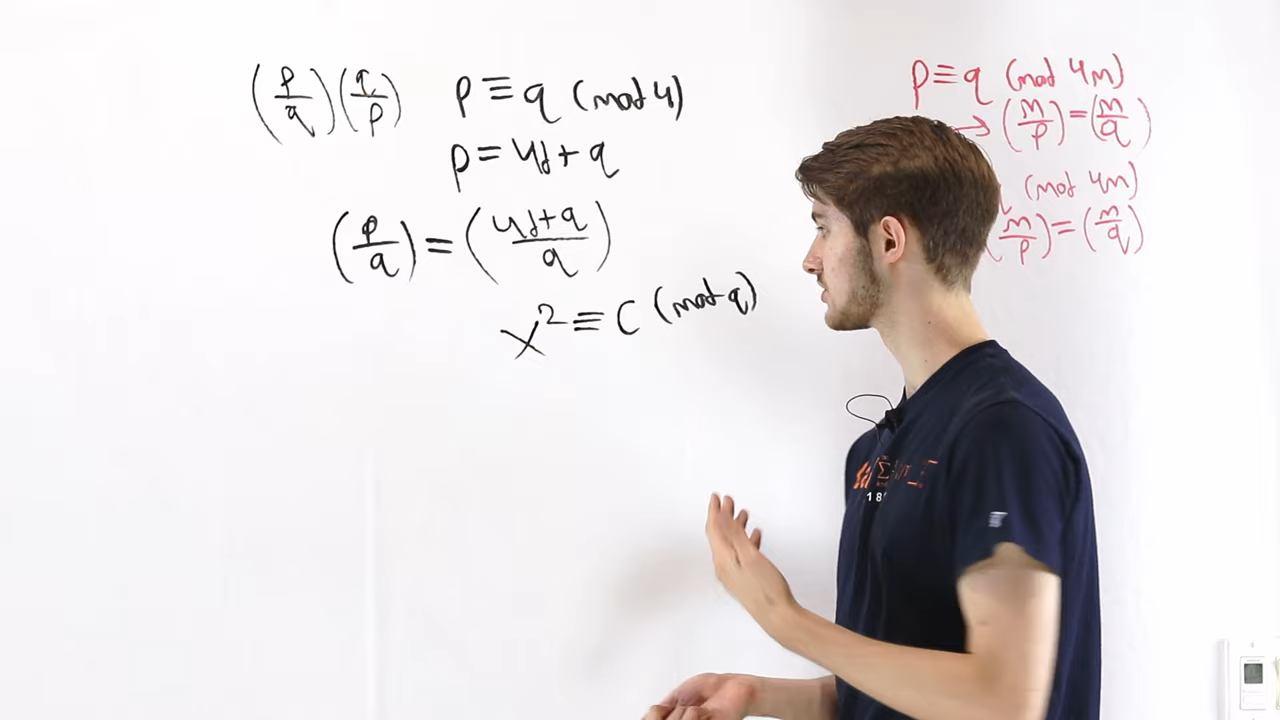 (p/q)(q/p) p ≡ q (mod 4)
p = 4d + q
(p/q) = (4d+q/q)
x² ≡ C (mod q)
p ≡ q (mod 4m)
→ (m/p) = (m/q)
(mod 4m)
(m/p) = (m/q)